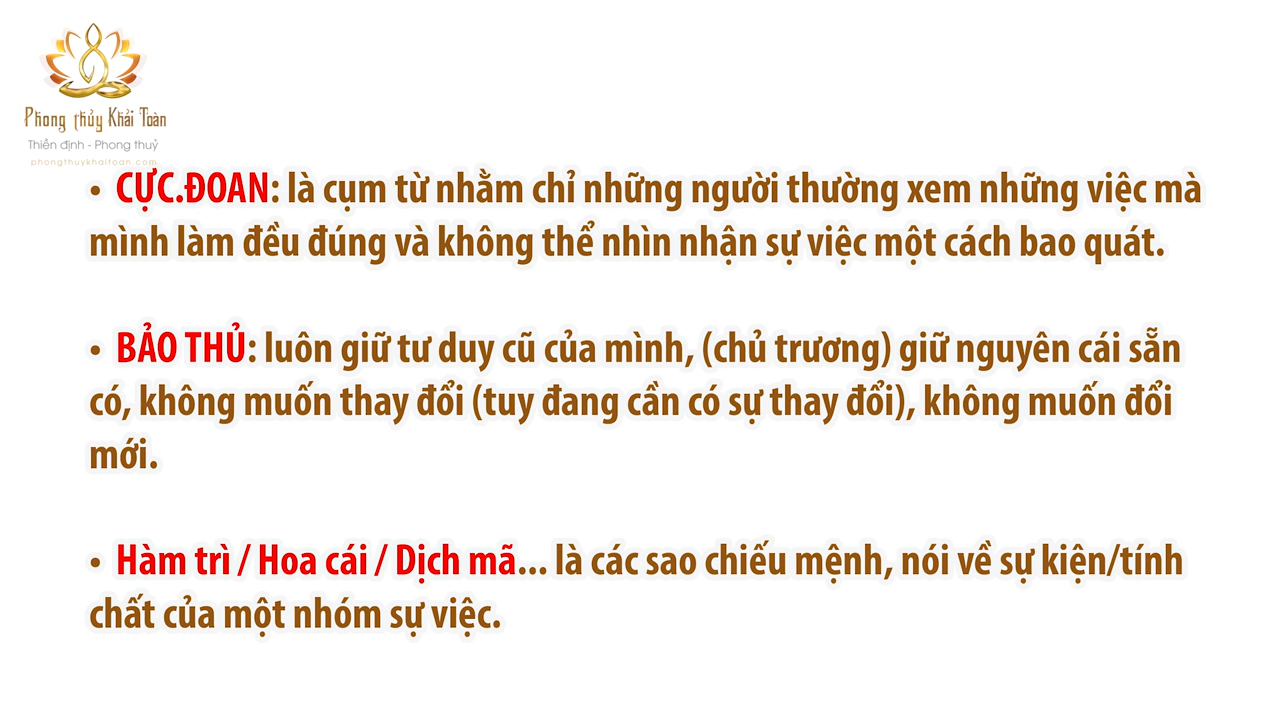 Phong thủy Khải Toàn
Thiền định - Phong thuỷ
phongthuykhaitoan.com
• CỰC.ĐOAN: là cụm từ nhằm chỉ những người thường xem những việc mà
mình làm đều đúng và không thể nhìn nhận sự việc một cách bao quát.
• BẢO THỦ: luôn giữ tư duy cũ của mình, (chủ trương) giữ nguyên cái sẵn
có, không muốn thay đổi (tuy đang cần có sự thay đổi), không muốn đổi
mới.
• Hàm trì / Hoa cái / Dịch mã... là các sao chiếu mệnh, nói về sự kiện/tính
chất của một nhóm sự việc.